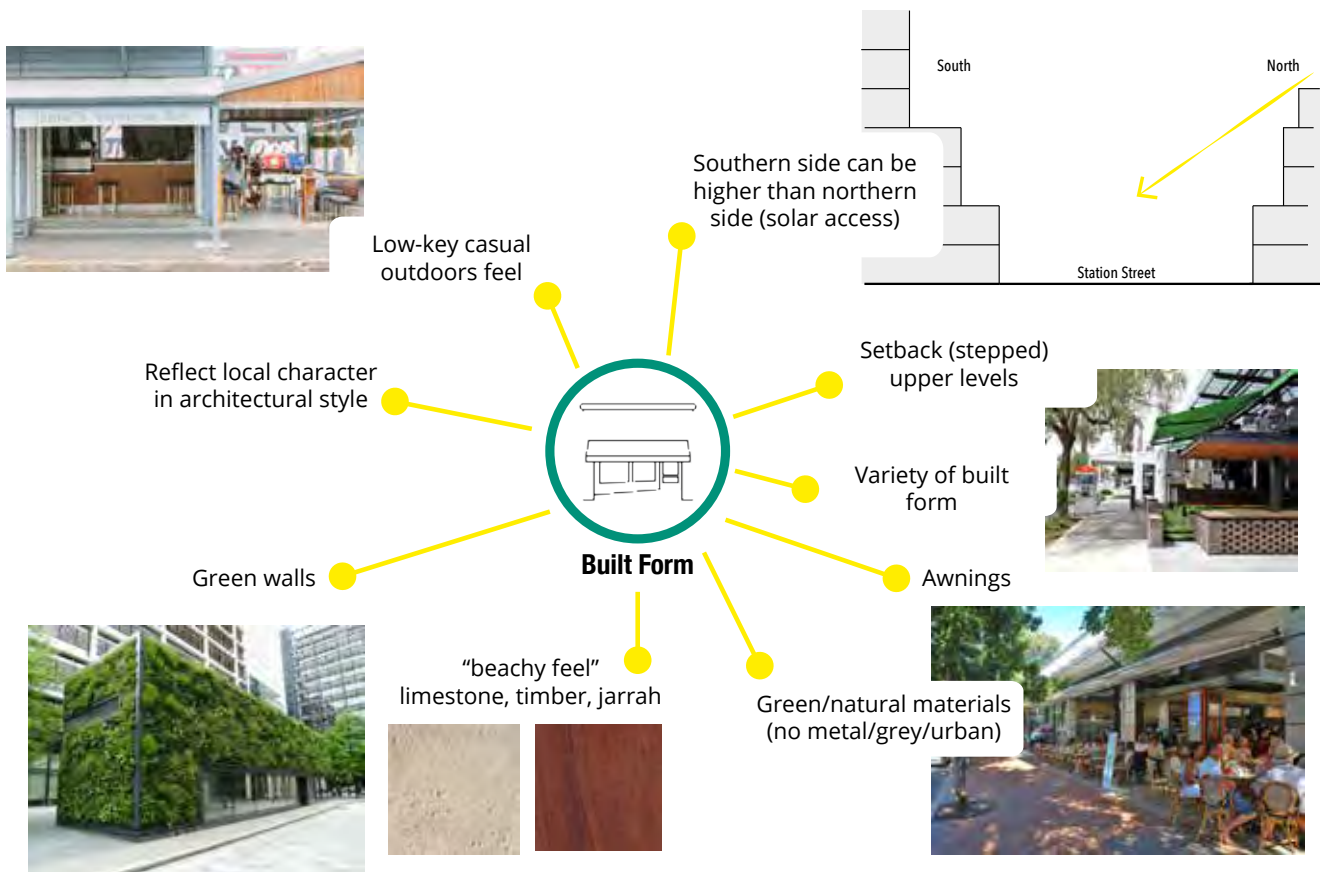 South
North
Station Street
Southern side can be
higher than northern
side (solar access)
Low-key casual
outdoors feel
Reflect local character
in architectural style
Setback (stepped)
upper levels
Variety of built
form
Built Form
Green walls
Awnings
“beachy feel”
limestone, timber, jarrah
Green/natural materials
(no metal/grey/urban)